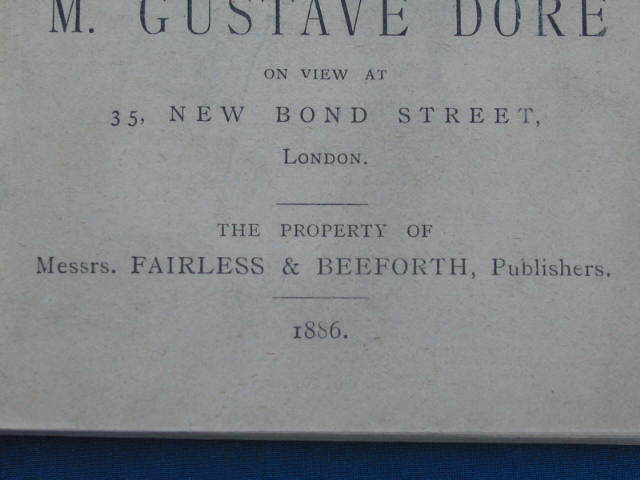 M. GUSTAVE DORE
ON VIEW AT
35, NEW BOND STREET,
LONDON.
THE PROPERTY OF
Messrs. FAIRLESS & BEEFORTH, Publishers.
1886.